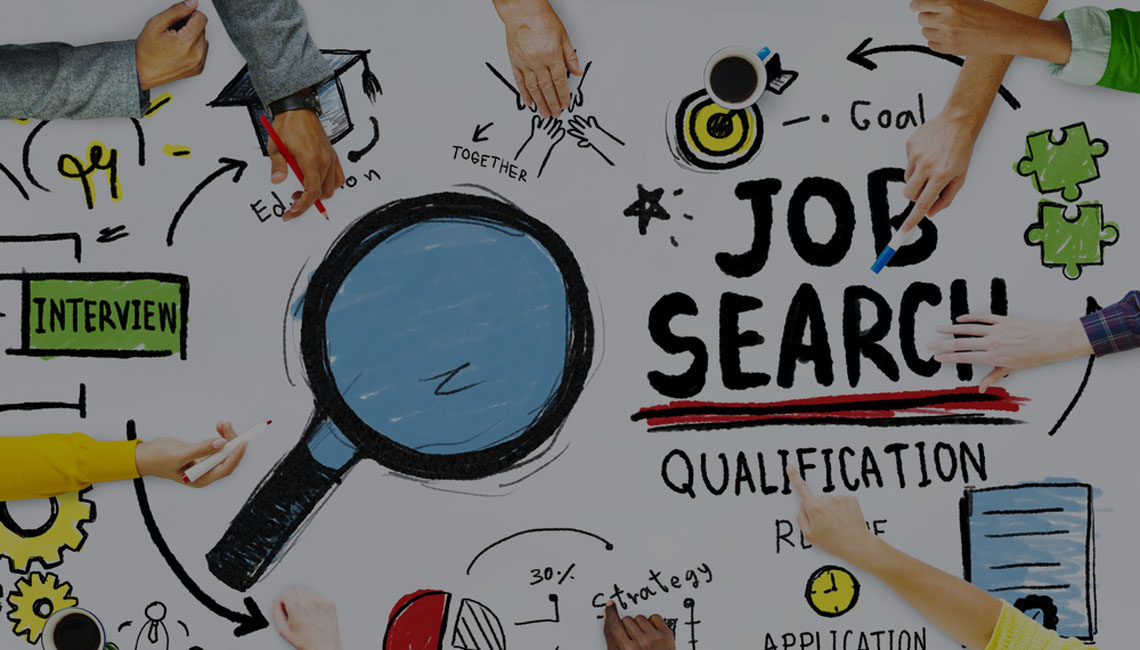 Goal
TOGETHER
JOB
SEARCH
INTERVIEW
QUALIFICATION
30%
Strategy
APPLICATION